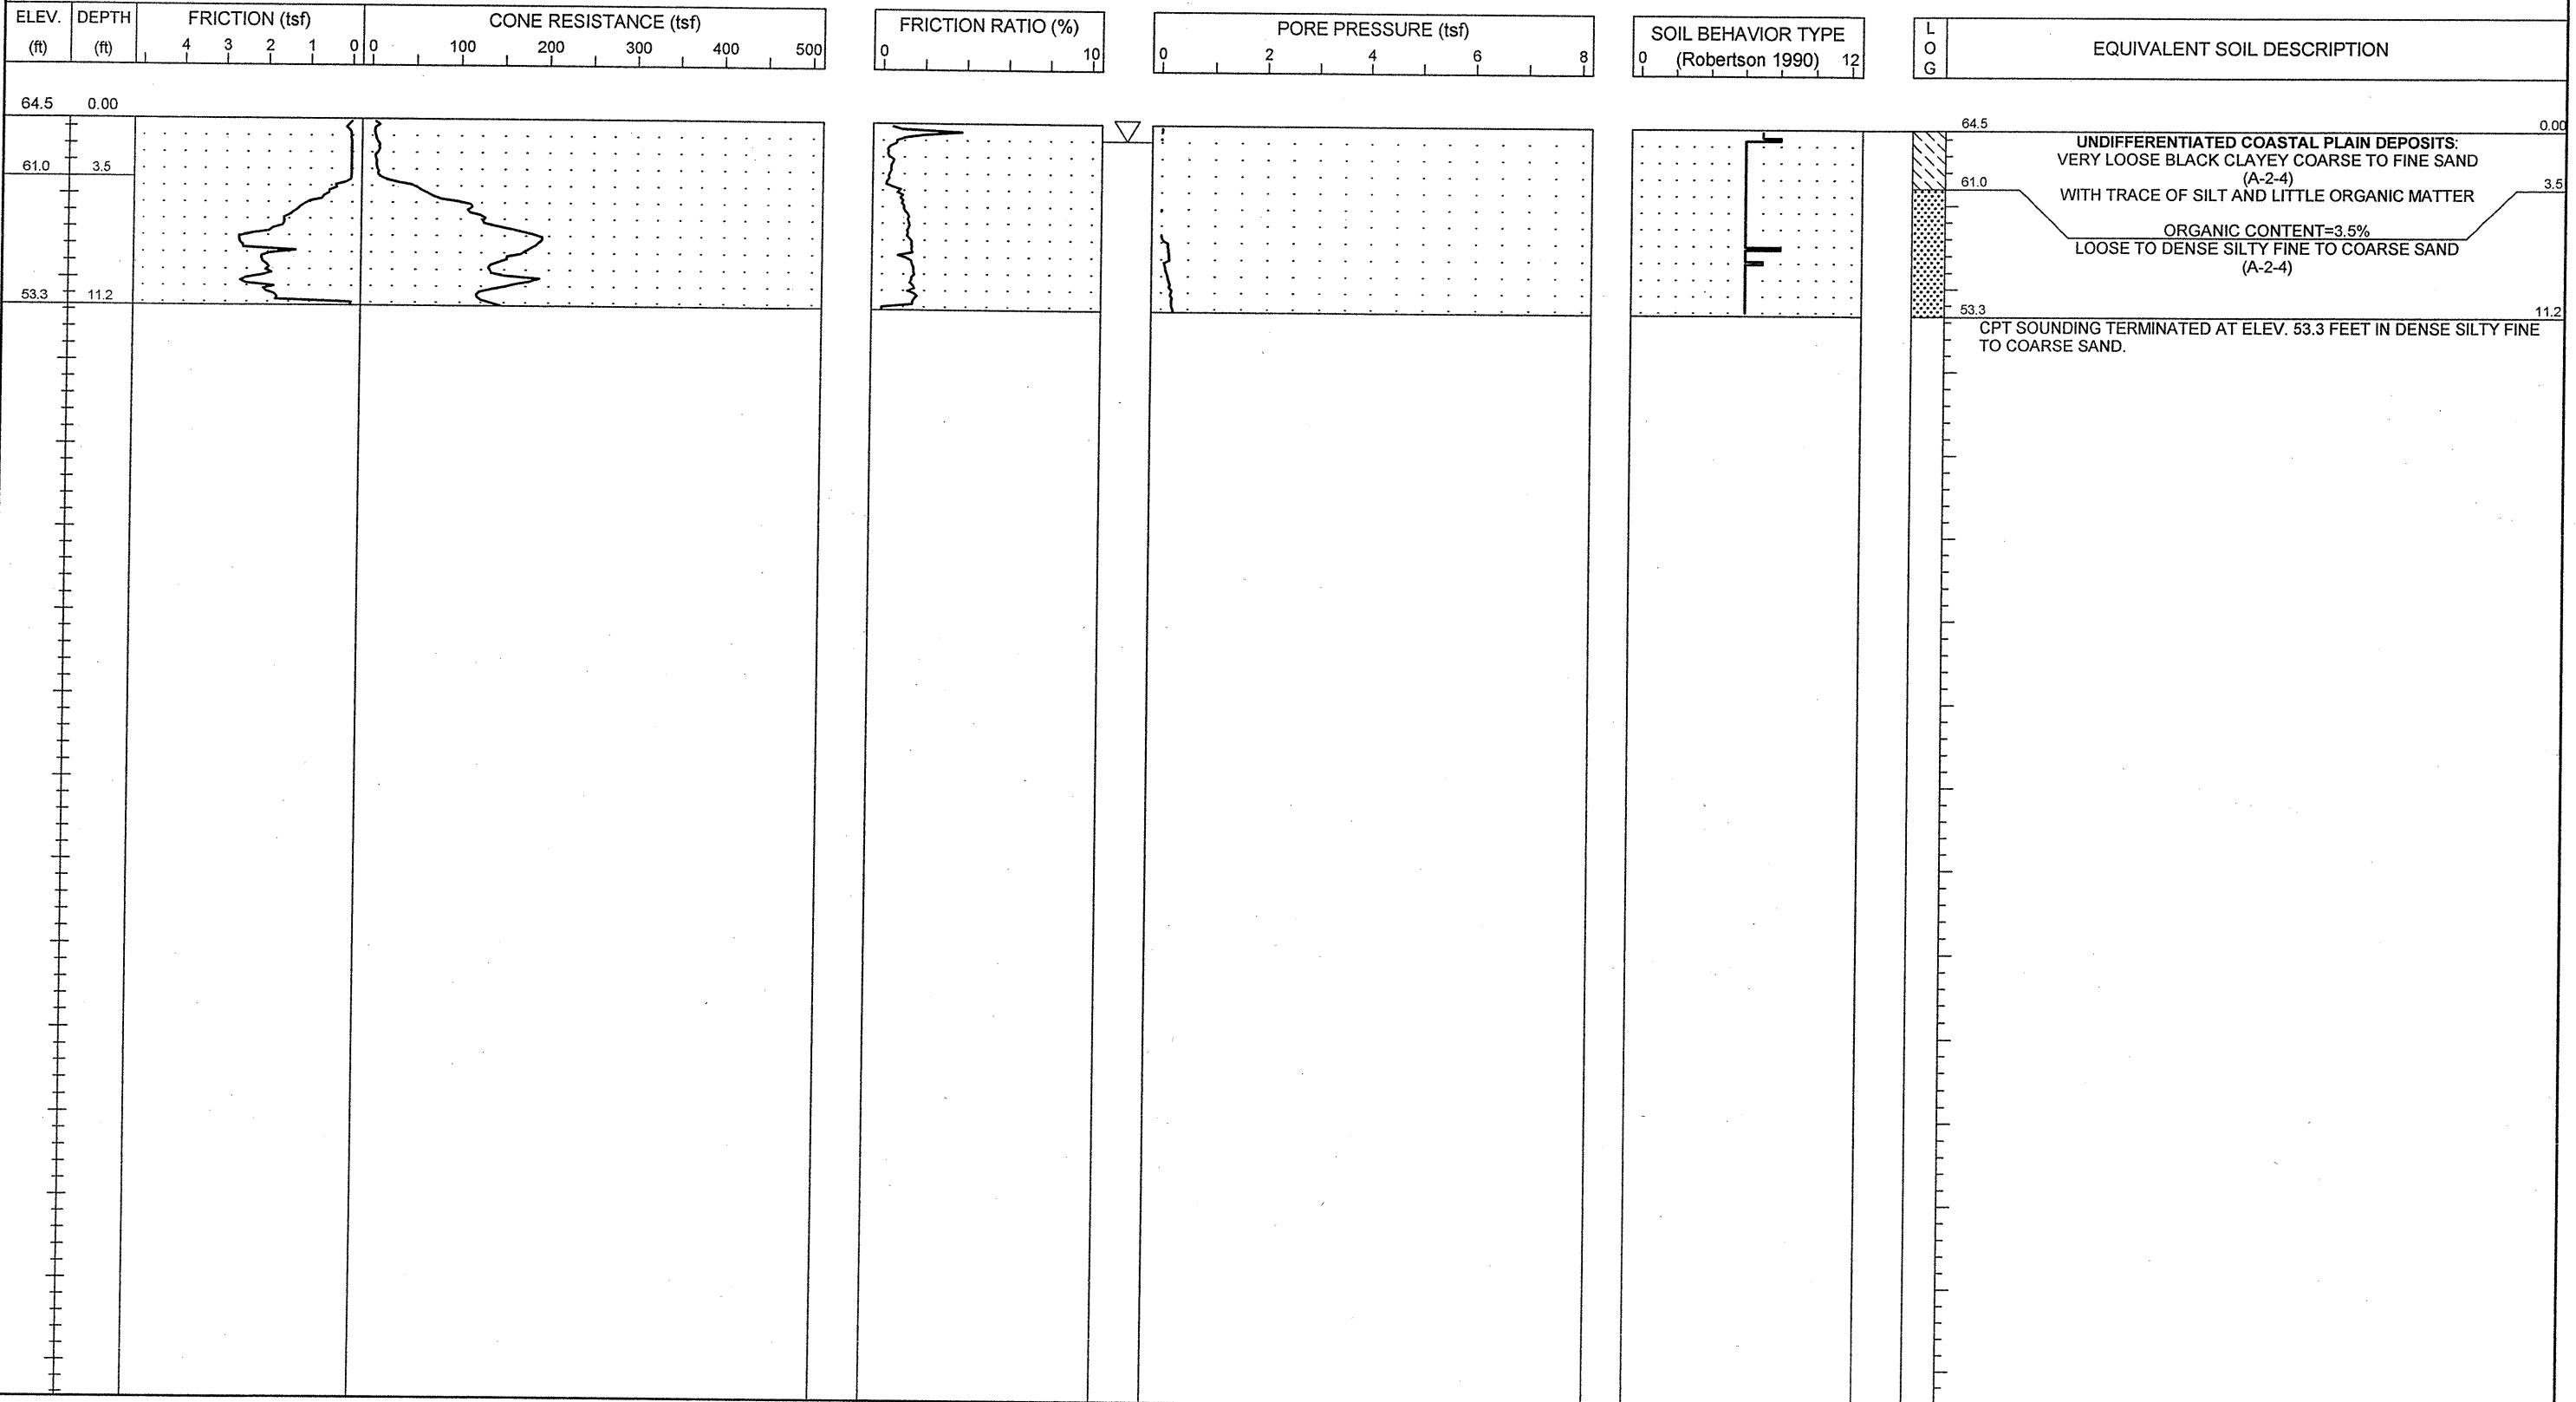 ELEV.
(ft)
DEPTH
(ft)
FRICTION (tsf)
4 3 2 1 0
CONE RESISTANCE (tsf)
0 100 200 300 400 500
FRICTION RATIO (%)
0 10
PORE PRESSURE (tsf)
0 2 4 6 8
SOIL BEHAVIOR TYPE
(Robertson 1990)
0 12
L
O
G
EQUIVALENT SOIL DESCRIPTION
64.5 0.00
61.0 3.5
53.3 11.2
64.5 0.00
UNDIFFERENTIATED COASTAL PLAIN DEPOSITS:
VERY LOOSE BLACK CLAYEY COARSE TO FINE SAND
(A-2-4)
61.0 3.5
WITH TRACE OF SILT AND LITTLE ORGANIC MATTER
ORGANIC CONTENT=3.5%
LOOSE TO DENSE SILTY FINE TO COARSE SAND
(A-2-4)
53.3 11.2
CPT SOUNDING TERMINATED AT ELEV. 53.3 FEET IN DENSE SILTY FINE
TO COARSE SAND.